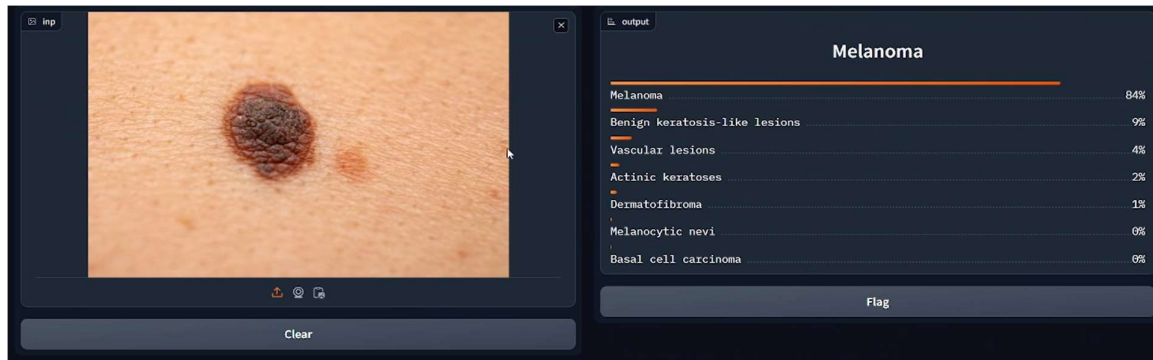 inp
Clear
output
Melanoma
Melanoma 84%
Benign keratosis-like lesions 9%
Vascular lesions 4%
Actinic keratoses 2%
Dermatofibroma 1%
Melanocytic nevi 0%
Basal cell carcinoma 0%
Flag